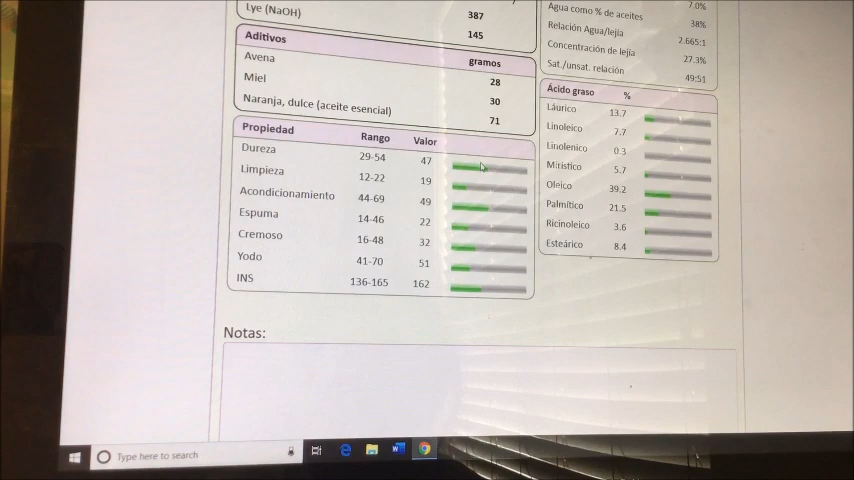 387
Lye (NaOH) 145
Aditivos gramos
Avena 28
Miel 30
Naranja, dulce (aceite esencial) 71
Propiedad Rango Valor
Dureza 29-54 47
Limpieza 12-22 19
Acondicionamiento 44-69 49
Espuma 14-46 22
Cremoso 16-48 32
Yodo 41-70 51
INS 136-165 162
7.0%
Agua como % de aceites 38%
Relación Agua/lejía 2.665:1
Concentración de lejía 27.3%
Sat./unsat. relación 49:51
Ácido graso %
Láurico 13.7
Linoleico 7.7
Linolenico 0.3
Mirístico 5.7
Oleico 39.2
Palmítico 21.5
Ricinoleico 3.6
Esteárico 8.4
Notas:
Type here to search